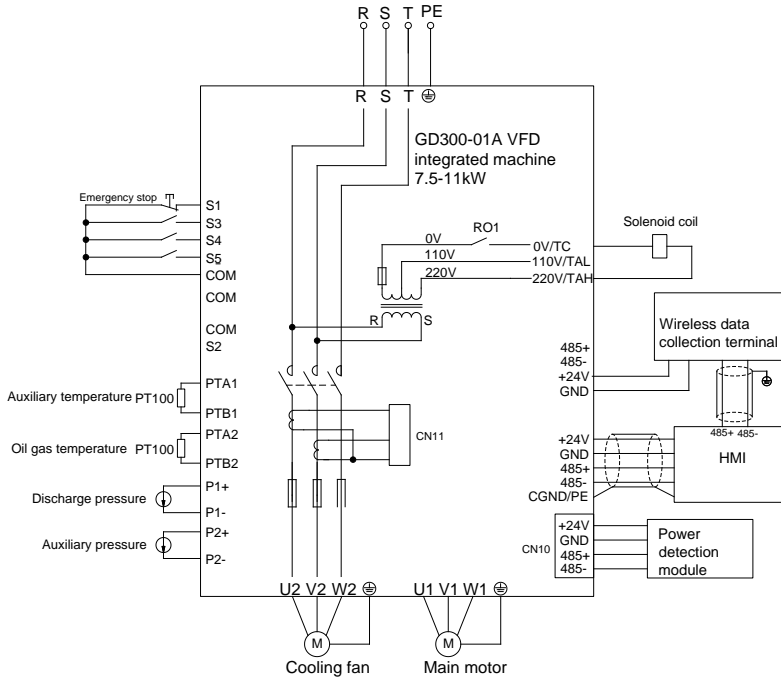 R S T PE
R S T
GD300-01A VFD
integrated machine
7.5-11kW
Emergency stop
S1
S3
S4
S5
COM
COM
COM
S2
0V
RO1
0V/TC
110V
110V/TAL
220V
220V/TAH
Solenoid coil
R
S
Wireless data
collection terminal
485+
485-
+24V
GND
Auxiliary temperature PT100
PTA1
PTB1
Oil gas temperature PT100
PTA2
PTB2
CN11
485+ 485-
HMI
+24V
GND
485+
485-
CGND/PE
Discharge pressure
P1+
P1-
Auxiliary pressure
P2+
P2-
CN10
+24V
GND
485+
485-
Power
detection
module
U2 V2 W2
U1 V1 W1
M
M
Cooling fan
Main motor